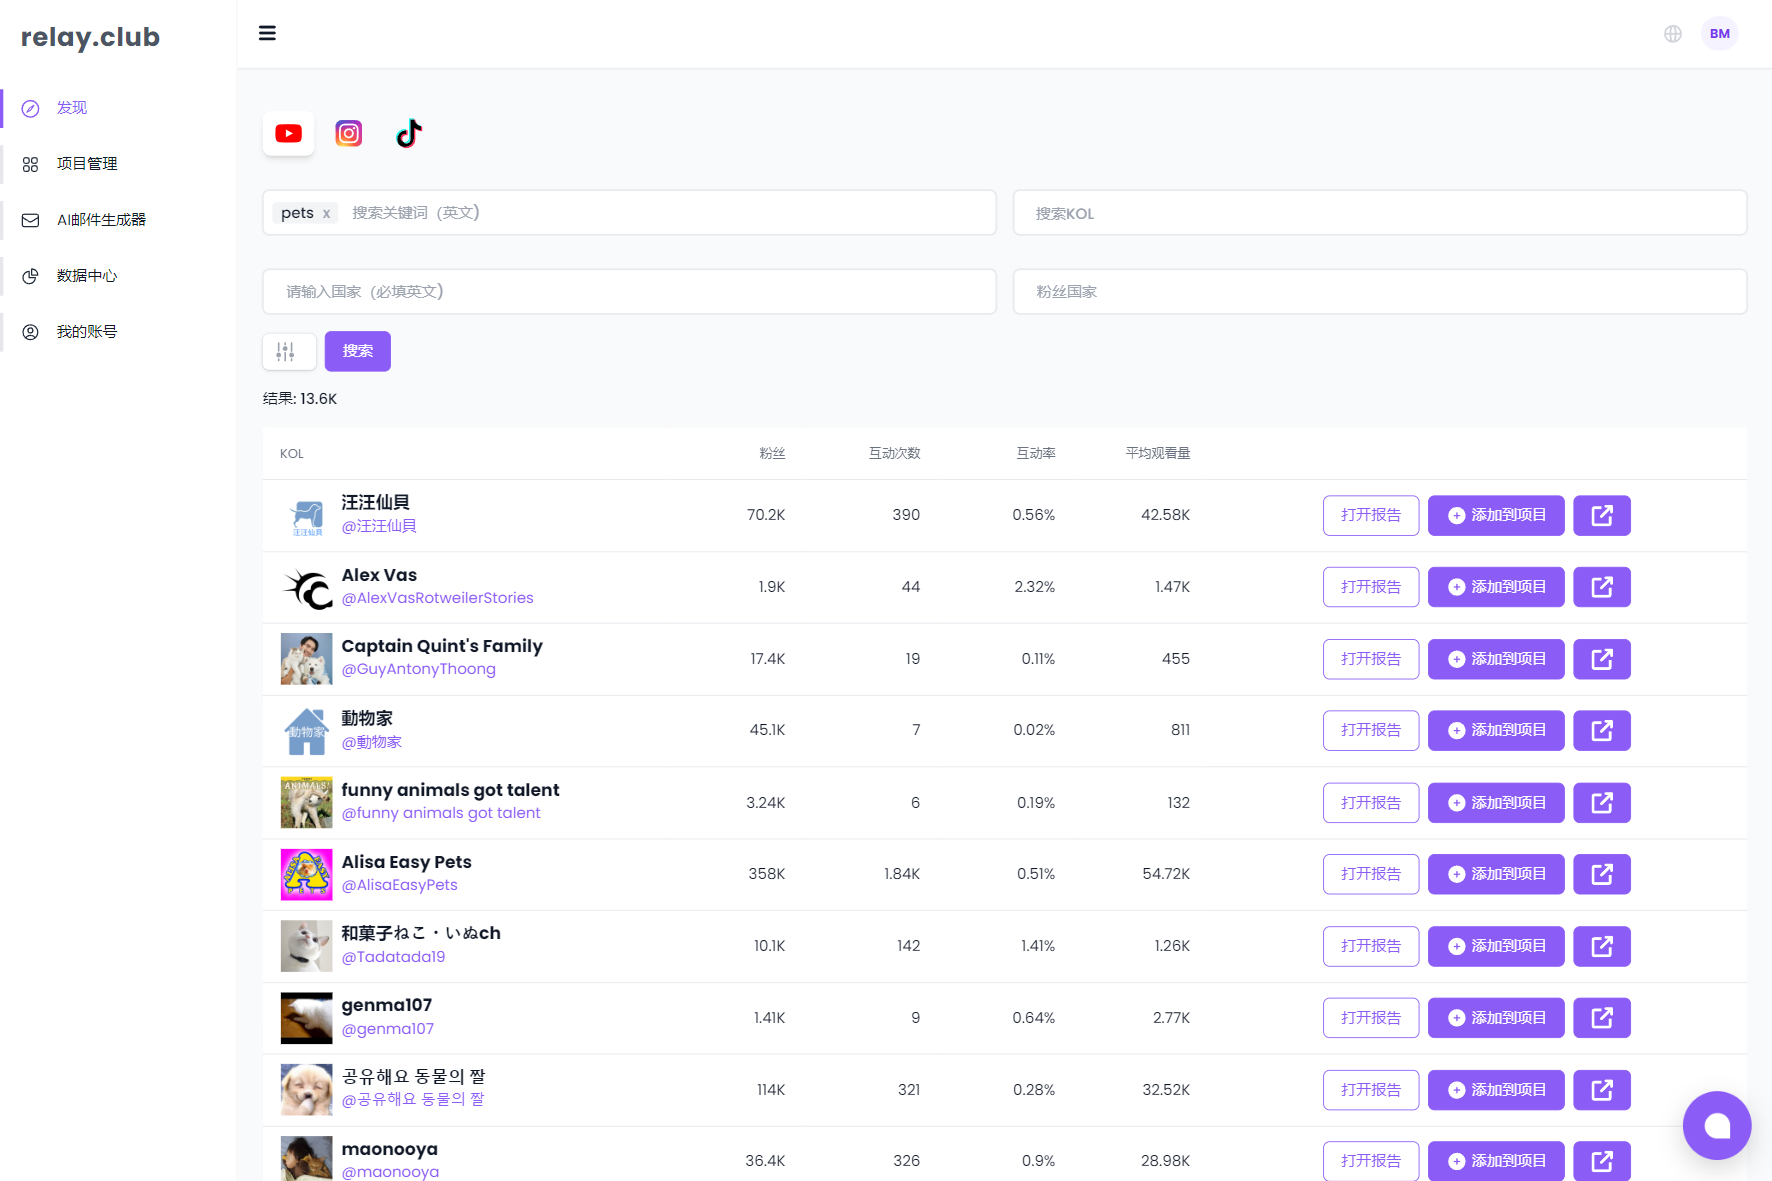 relay.club
BM
发现
项目管理
AI邮件生成器
数据中心
我的账号
pets x 搜索关键词（英文）
搜索KOL
请输入国家（必填英文）
粉丝国家
搜索
结果: 13.6K
KOL 粉丝 互动次数 互动率 平均观看量
汪汪仙貝
@汪汪仙貝
70.2K 390 0.56% 42.58K 打开报告 添加到项目
汪汪仙貝
Alex Vas
@AlexVasRotweilerStories
1.9K 44 2.32% 1.47K 打开报告 添加到项目
Captain Quint's Family
@GuyAntonyThoong
17.4K 19 0.11% 455 打开报告 添加到项目
動物家
動物家
@動物家
45.1K 7 0.02% 811 打开报告 添加到项目
ANIMALS!
funny animals got talent
@funny animals got talent
3.24K 6 0.19% 132 打开报告 添加到项目
Alisa Easy Pets
@AlisaEasyPets
358K 1.84K 0.51% 54.72K 打开报告 添加到项目
和菓子ねこ・いぬch
@Tadatada19
10.1K 142 1.41% 1.26K 打开报告 添加到项目
genma107
@genma107
1.41K 9 0.64% 2.77K 打开报告 添加到项目
공유해요 동물의 짤
@공유해요 동물의 짤
114K 321 0.28% 32.52K 打开报告 添加到项目
maonooya
@maonooya
36.4K 326 0.9% 28.98K 打开报告 添加到项目